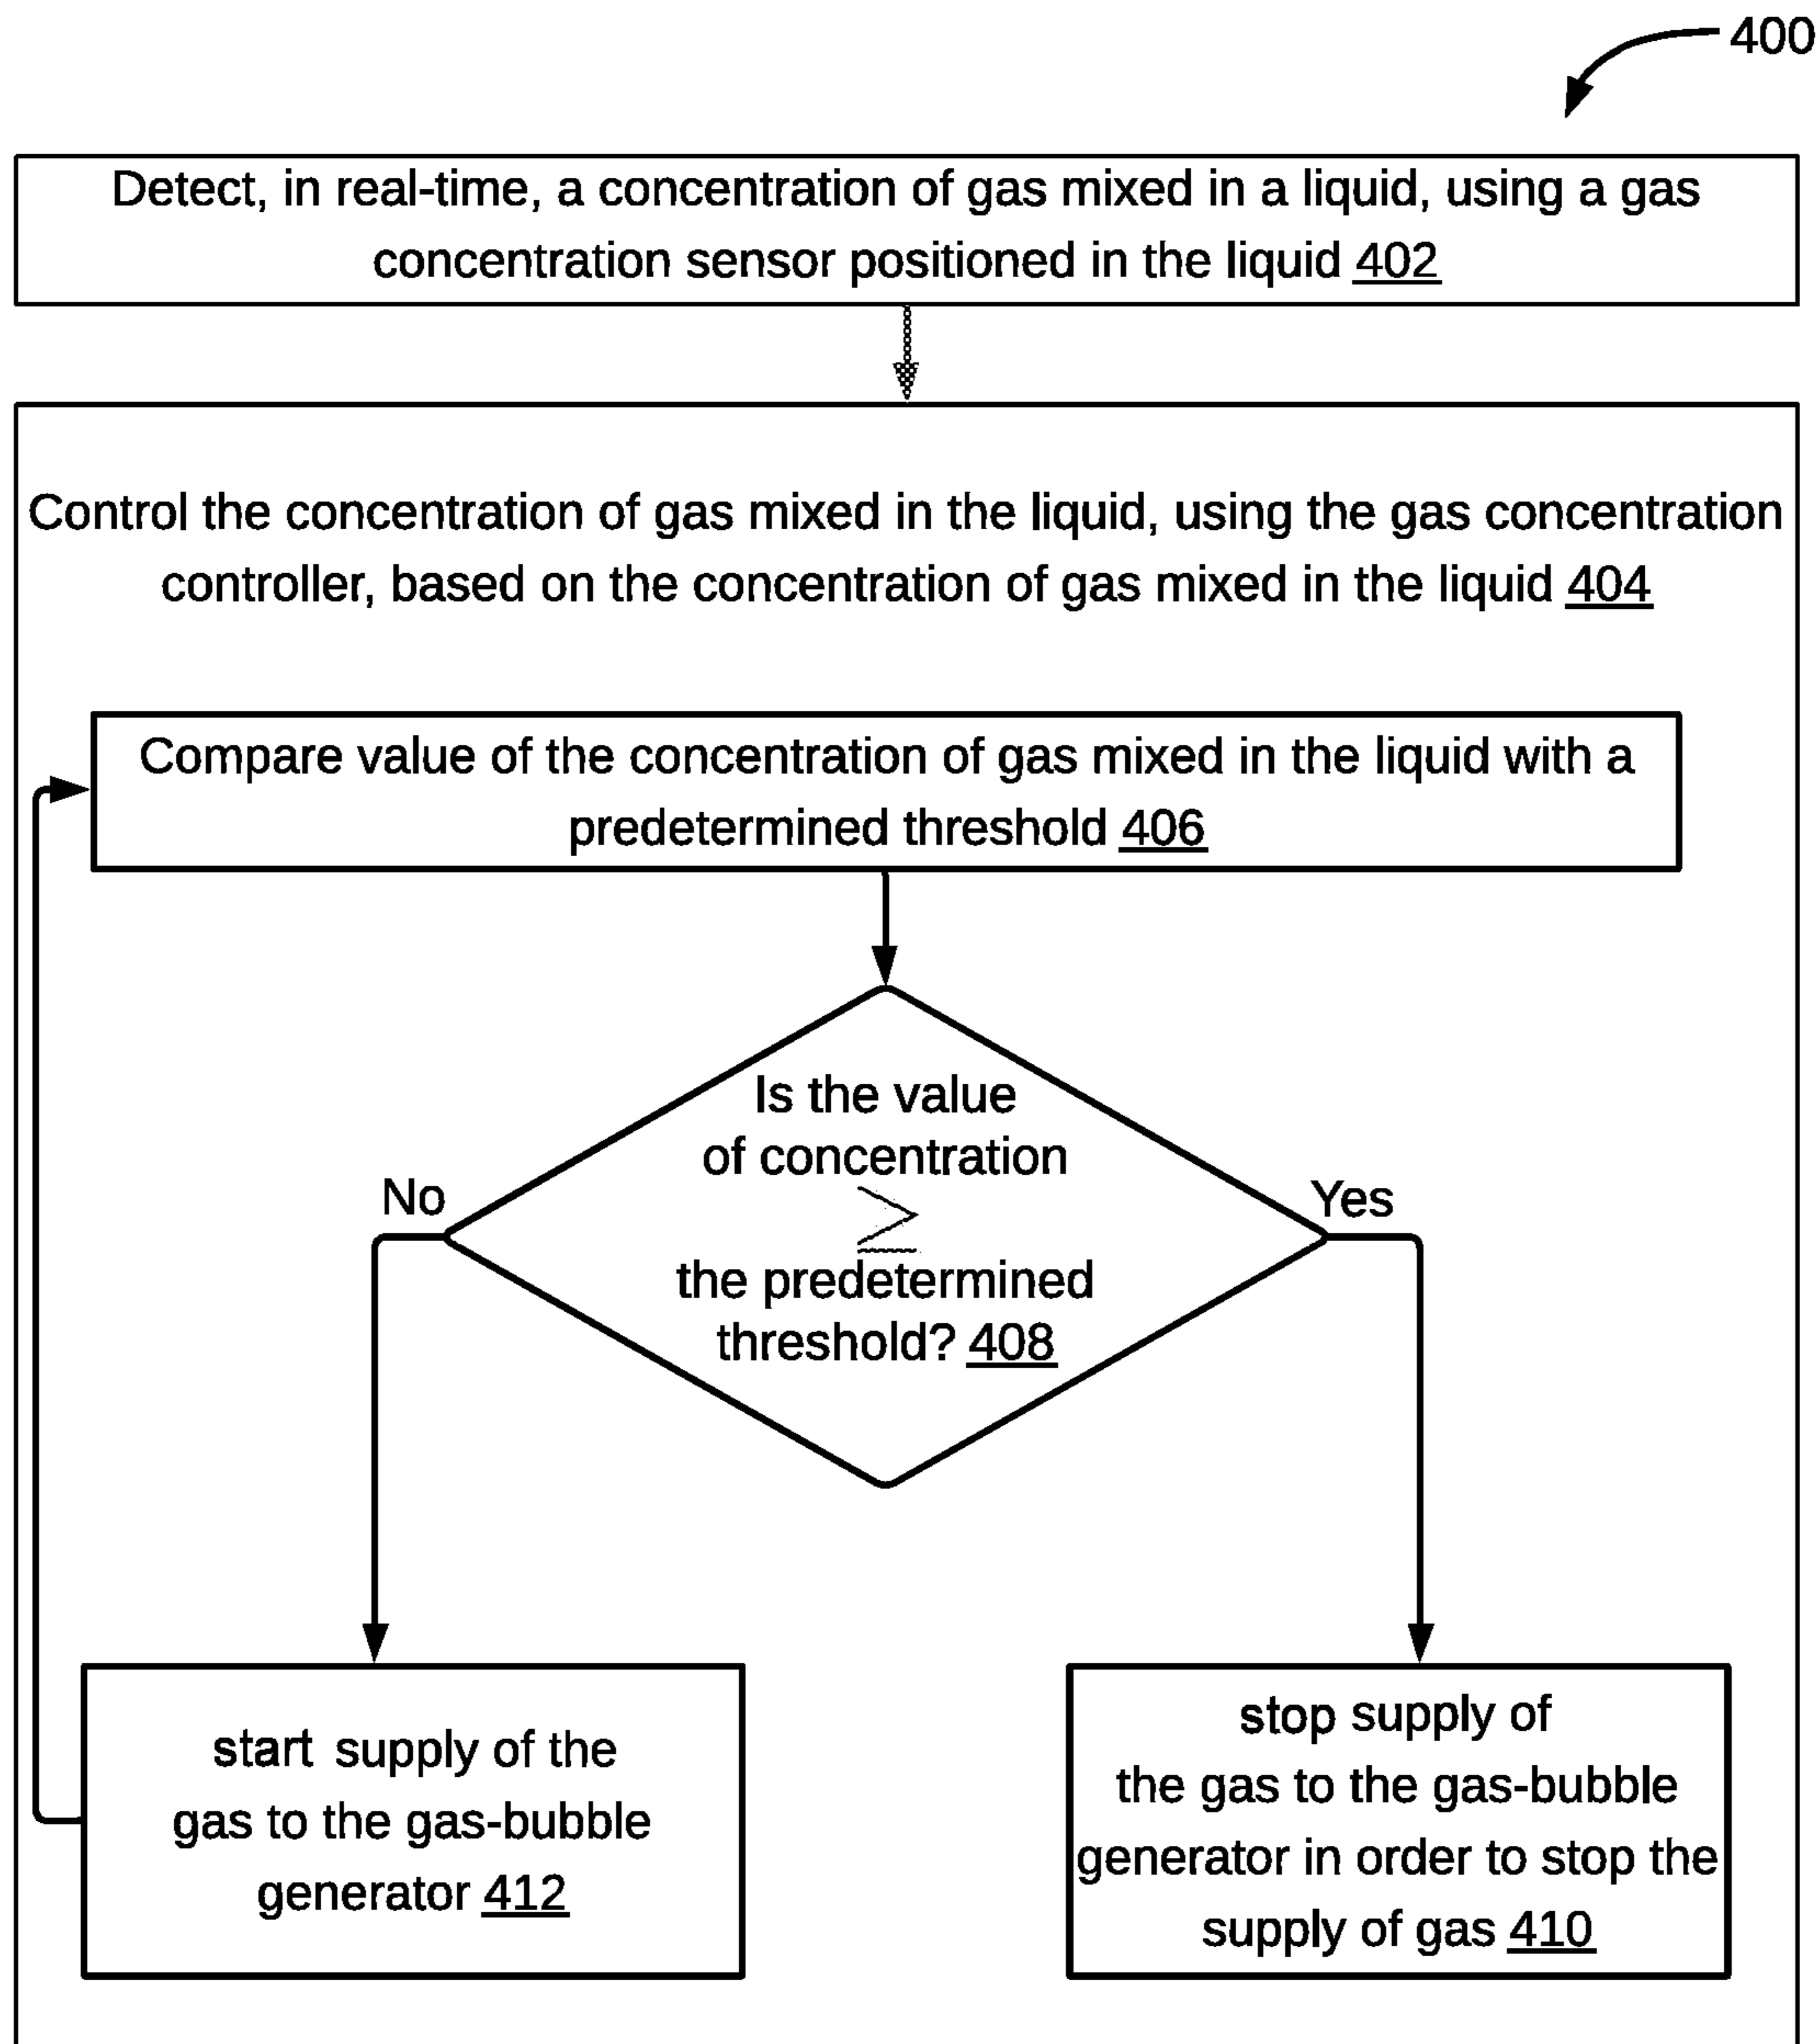 400
Detect, in real-time, a concentration of gas mixed in a liquid, using a gas
concentration sensor positioned in the liquid 402
Control the concentration of gas mixed in the liquid, using the gas concentration
controller, based on the concentration of gas mixed in the liquid 404
Compare value of the concentration of gas mixed in the liquid with a
predetermined threshold 406
Is the value
of concentration
≥
the predetermined
threshold? 408
No
Yes
start supply of the
gas to the gas-bubble
generator 412
stop supply of
the gas to the gas-bubble
generator in order to stop the
supply of gas 410